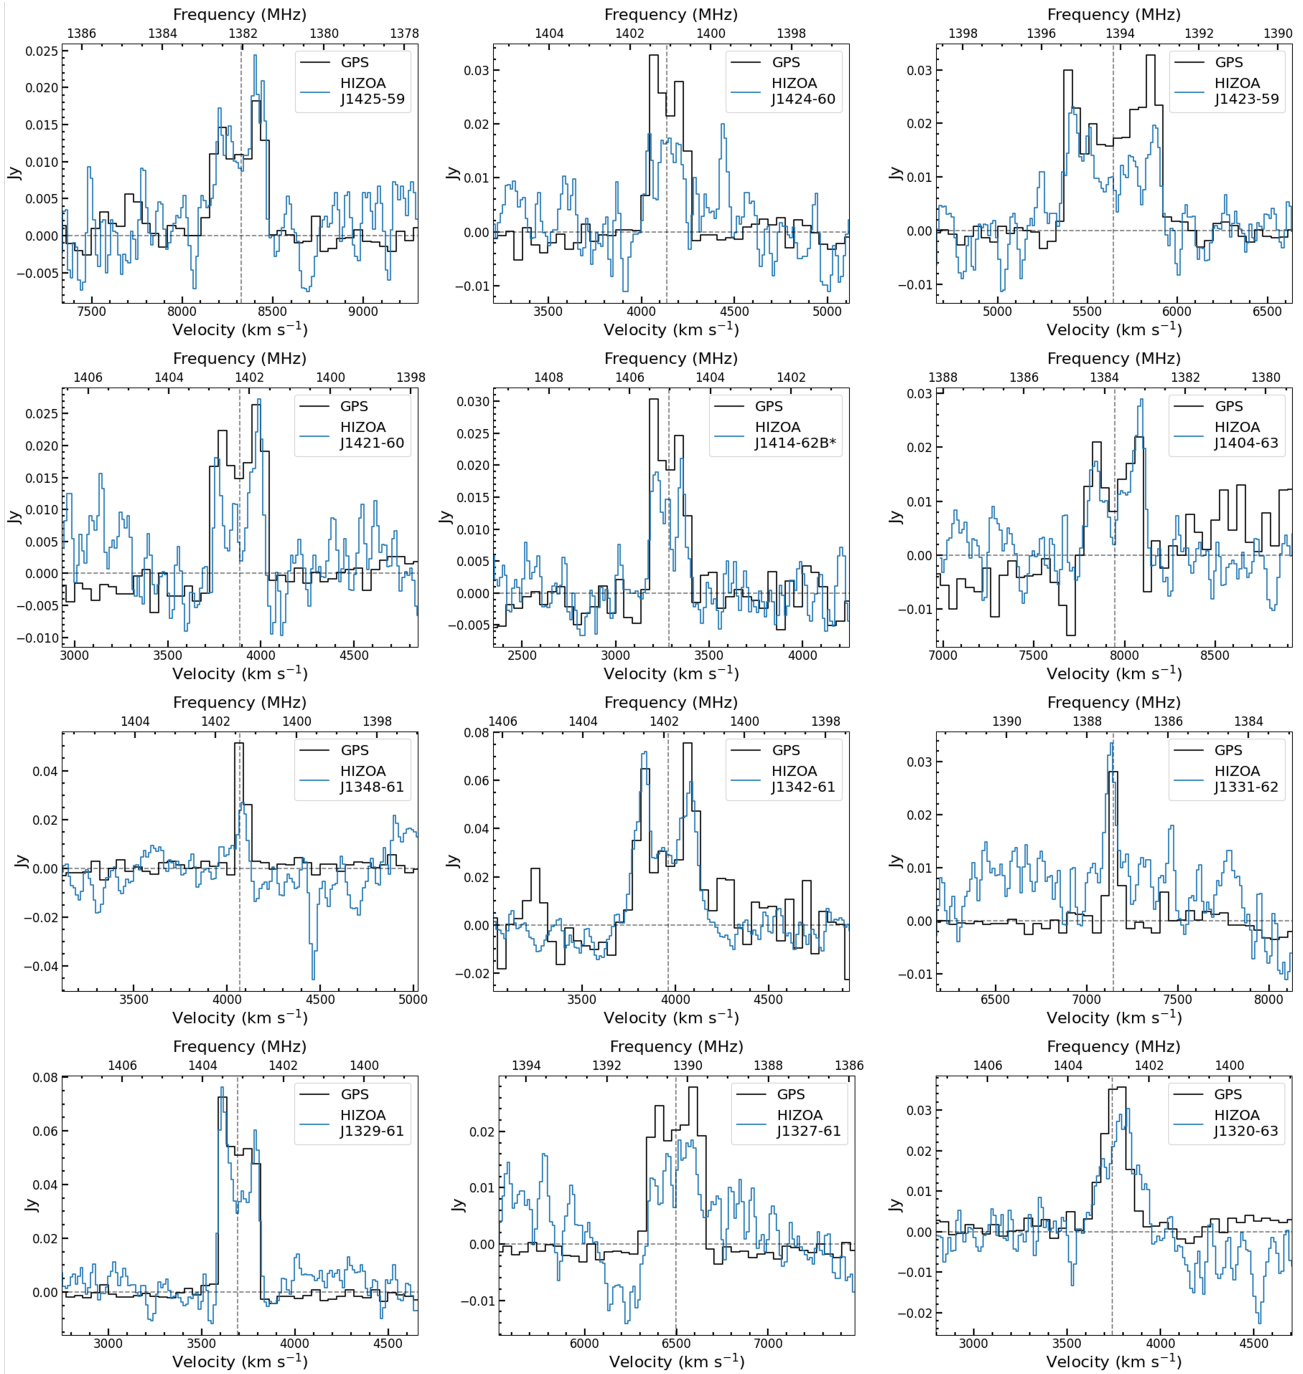 Frequency (MHz)
1386 1384 1382 1380 1378
0.025
0.020
0.015
0.010
0.005
0.000
−0.005
Jy
GPS
HIZOA
J1425-59
7500 8000 8500 9000
Velocity (km s⁻¹)
Frequency (MHz)
1404 1402 1400 1398
0.03
0.02
0.01
0.00
−0.01
Jy
GPS
HIZOA
J1424-60
3500 4000 4500 5000
Velocity (km s⁻¹)
Frequency (MHz)
1398 1396 1394 1392 1390
0.03
0.02
0.01
0.00
−0.01
Jy
GPS
HIZOA
J1423-59
5000 5500 6000 6500
Velocity (km s⁻¹)
Frequency (MHz)
1406 1404 1402 1400 1398
0.025
0.020
0.015
0.010
0.005
0.000
−0.005
−0.010
Jy
GPS
HIZOA
J1421-60
3000 3500 4000 4500
Velocity (km s⁻¹)
Frequency (MHz)
1408 1406 1404 1402
0.030
0.025
0.020
0.015
0.010
0.005
0.000
−0.005
Jy
GPS
HIZOA
J1414-62B*
2500 3000 3500 4000
Velocity (km s⁻¹)
Frequency (MHz)
1388 1386 1384 1382 1380
0.03
0.02
0.01
0.00
−0.01
Jy
GPS
HIZOA
J1404-63
7000 7500 8000 8500
Velocity (km s⁻¹)
Frequency (MHz)
1404 1402 1400 1398
0.04
0.02
0.00
−0.02
−0.04
Jy
GPS
HIZOA
J1348-61
3500 4000 4500 5000
Velocity (km s⁻¹)
Frequency (MHz)
1406 1404 1402 1400 1398
0.08
0.06
0.04
0.02
0.00
−0.02
Jy
GPS
HIZOA
J1342-61
3500 4000 4500
Velocity (km s⁻¹)
Frequency (MHz)
1390 1388 1386 1384
0.03
0.02
0.01
0.00
−0.01
Jy
GPS
HIZOA
J1331-62
6500 7000 7500 8000
Velocity (km s⁻¹)
Frequency (MHz)
1406 1404 1402 1400
0.08
0.06
0.04
0.02
0.00
Jy
GPS
HIZOA
J1329-61
3000 3500 4000 4500
Velocity (km s⁻¹)
Frequency (MHz)
1394 1392 1390 1388 1386
0.02
0.01
0.00
−0.01
Jy
GPS
HIZOA
J1327-61
6000 6500 7000
Velocity (km s⁻¹)
Frequency (MHz)
1406 1404 1402 1400
0.03
0.02
0.01
0.00
−0.01
−0.02
Jy
GPS
HIZOA
J1320-63
3000 3500 4000 4500
Velocity (km s⁻¹)